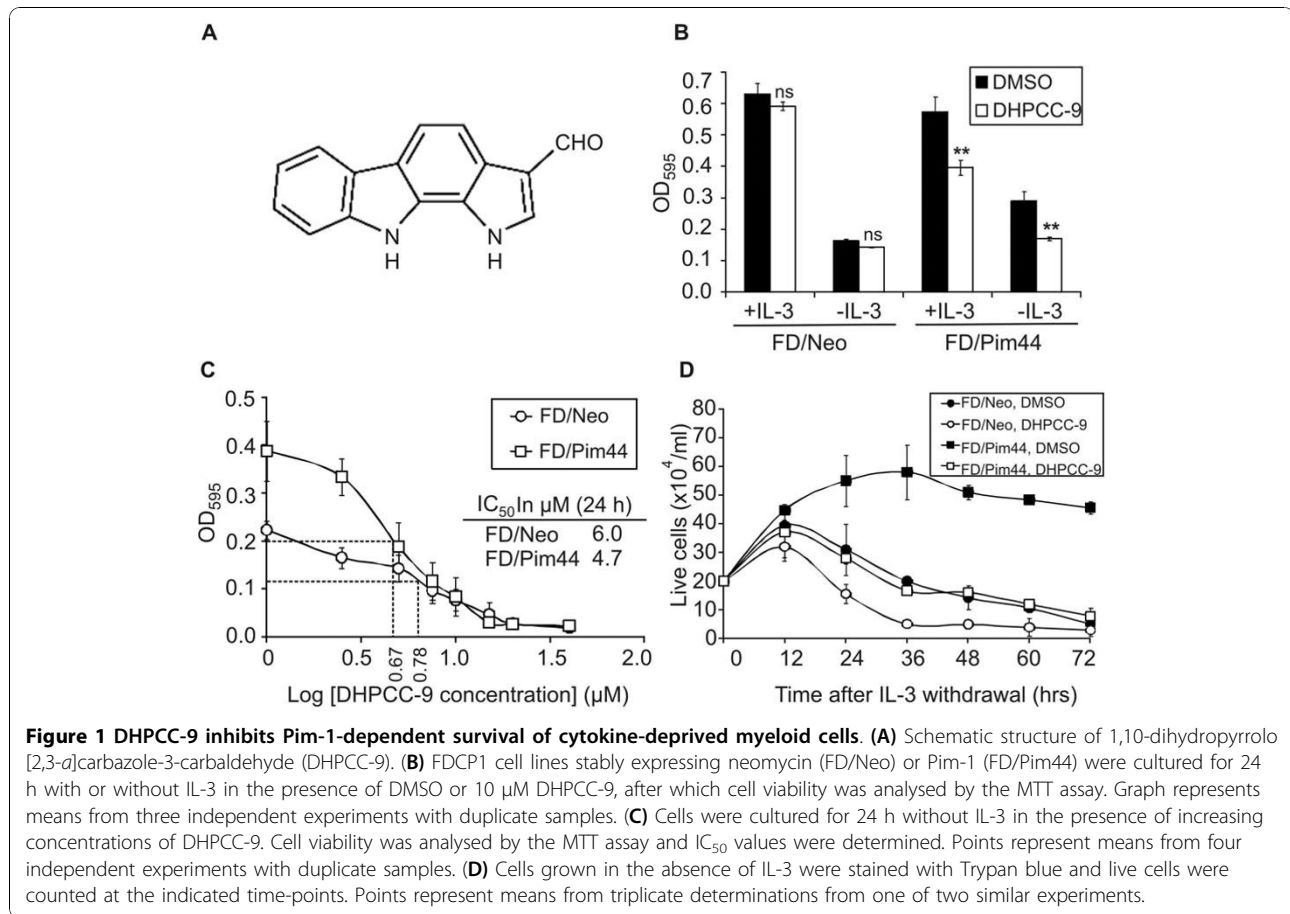 A
CHO
N
H
N
H
B
DMSO
DHPCC-9
0.7
0.6
0.5
0.4
0.3
0.2
0.1
0.0
OD595
ns
ns
**
**
+IL-3 -IL-3 +IL-3 -IL-3
FD/Neo FD/Pim44
C
FD/Neo
FD/Pim44
0.5
0.4
0.3
0.2
0.1
0.0
OD595
IC50In µM (24 h)
FD/Neo 6.0
FD/Pim44 4.7
0 0.5 1.0 1.5 2.0
0.67
0.78
Log [DHPCC-9 concentration] (µM)
D
FD/Neo, DMSO
FD/Neo, DHPCC-9
FD/Pim44, DMSO
FD/Pim44, DHPCC-9
80
70
60
50
40
30
20
10
0
Live cells (x10⁴/ml)
0 12 24 36 48 60 72
Time after IL-3 withdrawal (hrs)
Figure 1 DHPCC-9 inhibits Pim-1-dependent survival of cytokine-deprived myeloid cells. (A) Schematic structure of 1,10-dihydropyrrolo
[2,3-a]carbazole-3-carbaldehyde (DHPCC-9). (B) FDCP1 cell lines stably expressing neomycin (FD/Neo) or Pim-1 (FD/Pim44) were cultured for 24
h with or without IL-3 in the presence of DMSO or 10 μM DHPCC-9, after which cell viability was analysed by the MTT assay. Graph represents
means from three independent experiments with duplicate samples. (C) Cells were cultured for 24 h without IL-3 in the presence of increasing
concentrations of DHPCC-9. Cell viability was analysed by the MTT assay and IC50 values were determined. Points represent means from four
independent experiments with duplicate samples. (D) Cells grown in the absence of IL-3 were stained with Trypan blue and live cells were
counted at the indicated time-points. Points represent means from triplicate determinations from one of two similar experiments.